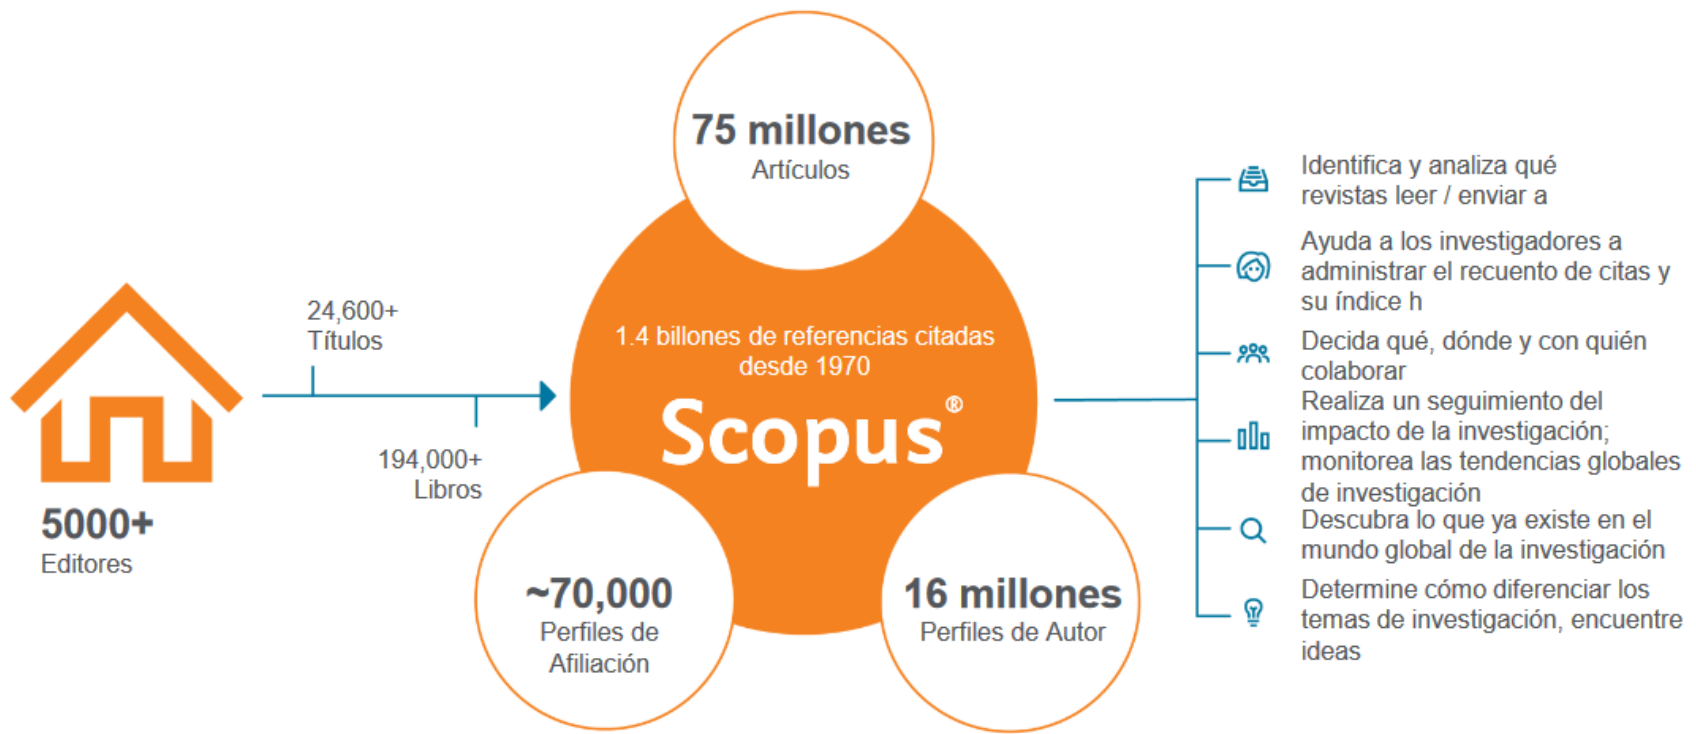 5000+
Editores
24,600+
Títulos
194,000+
Libros
75 millones
Artículos
1.4 billones de referencias citadas
desde 1970
Scopus®
~70,000
Perfiles de
Afiliación
16 millones
Perfiles de Autor
Identifica y analiza qué
revistas leer / enviar a
Ayuda a los investigadores a
administrar el recuento de citas y
su índice h
Decida qué, dónde y con quién
colaborar
Realiza un seguimiento del
impacto de la investigación;
monitorea las tendencias globales
de investigación
Descubra lo que ya existe en el
mundo global de la investigación
Determine cómo diferenciar los
temas de investigación, encuentre
ideas